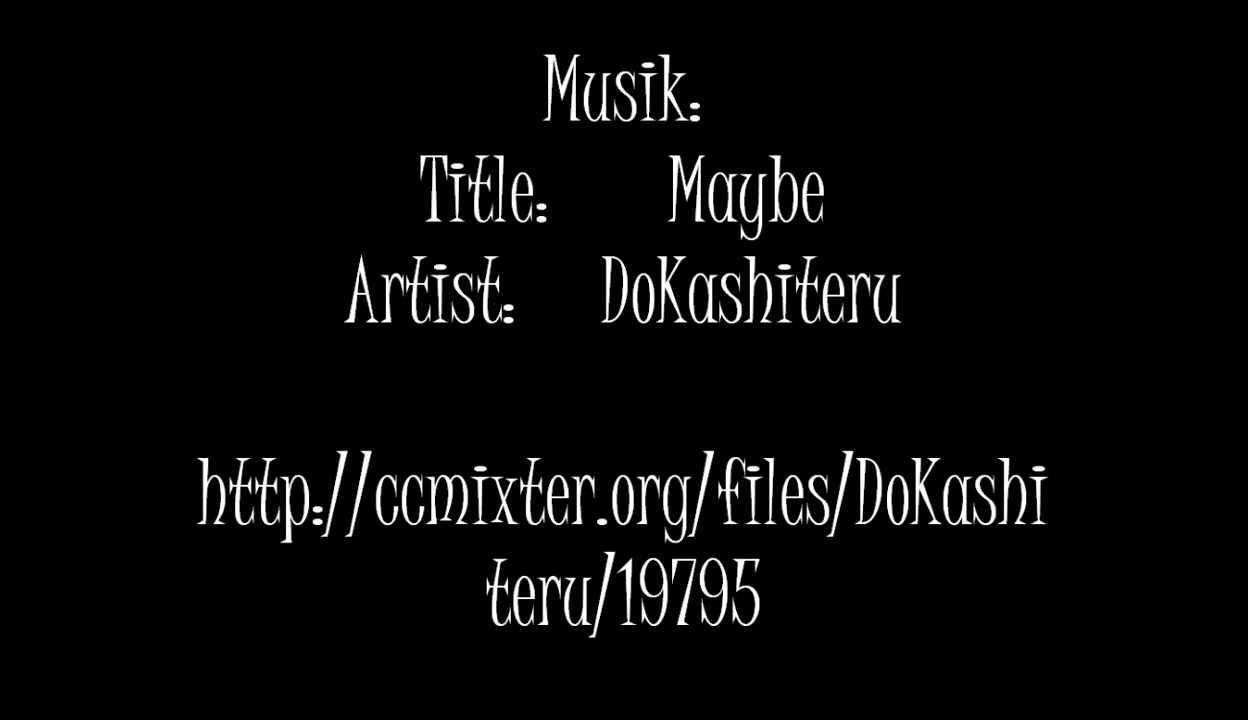 Musik:
Title: Maybe
Artist: DoKashiteru
http://ccmixter.org/files/DoKashi
teru/19795